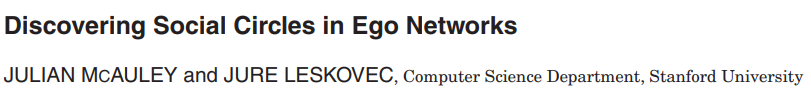 Discovering Social Circles in Ego Networks
JULIAN MCAULEY and JURE LESKOVEC, Computer Science Department, Stanford University